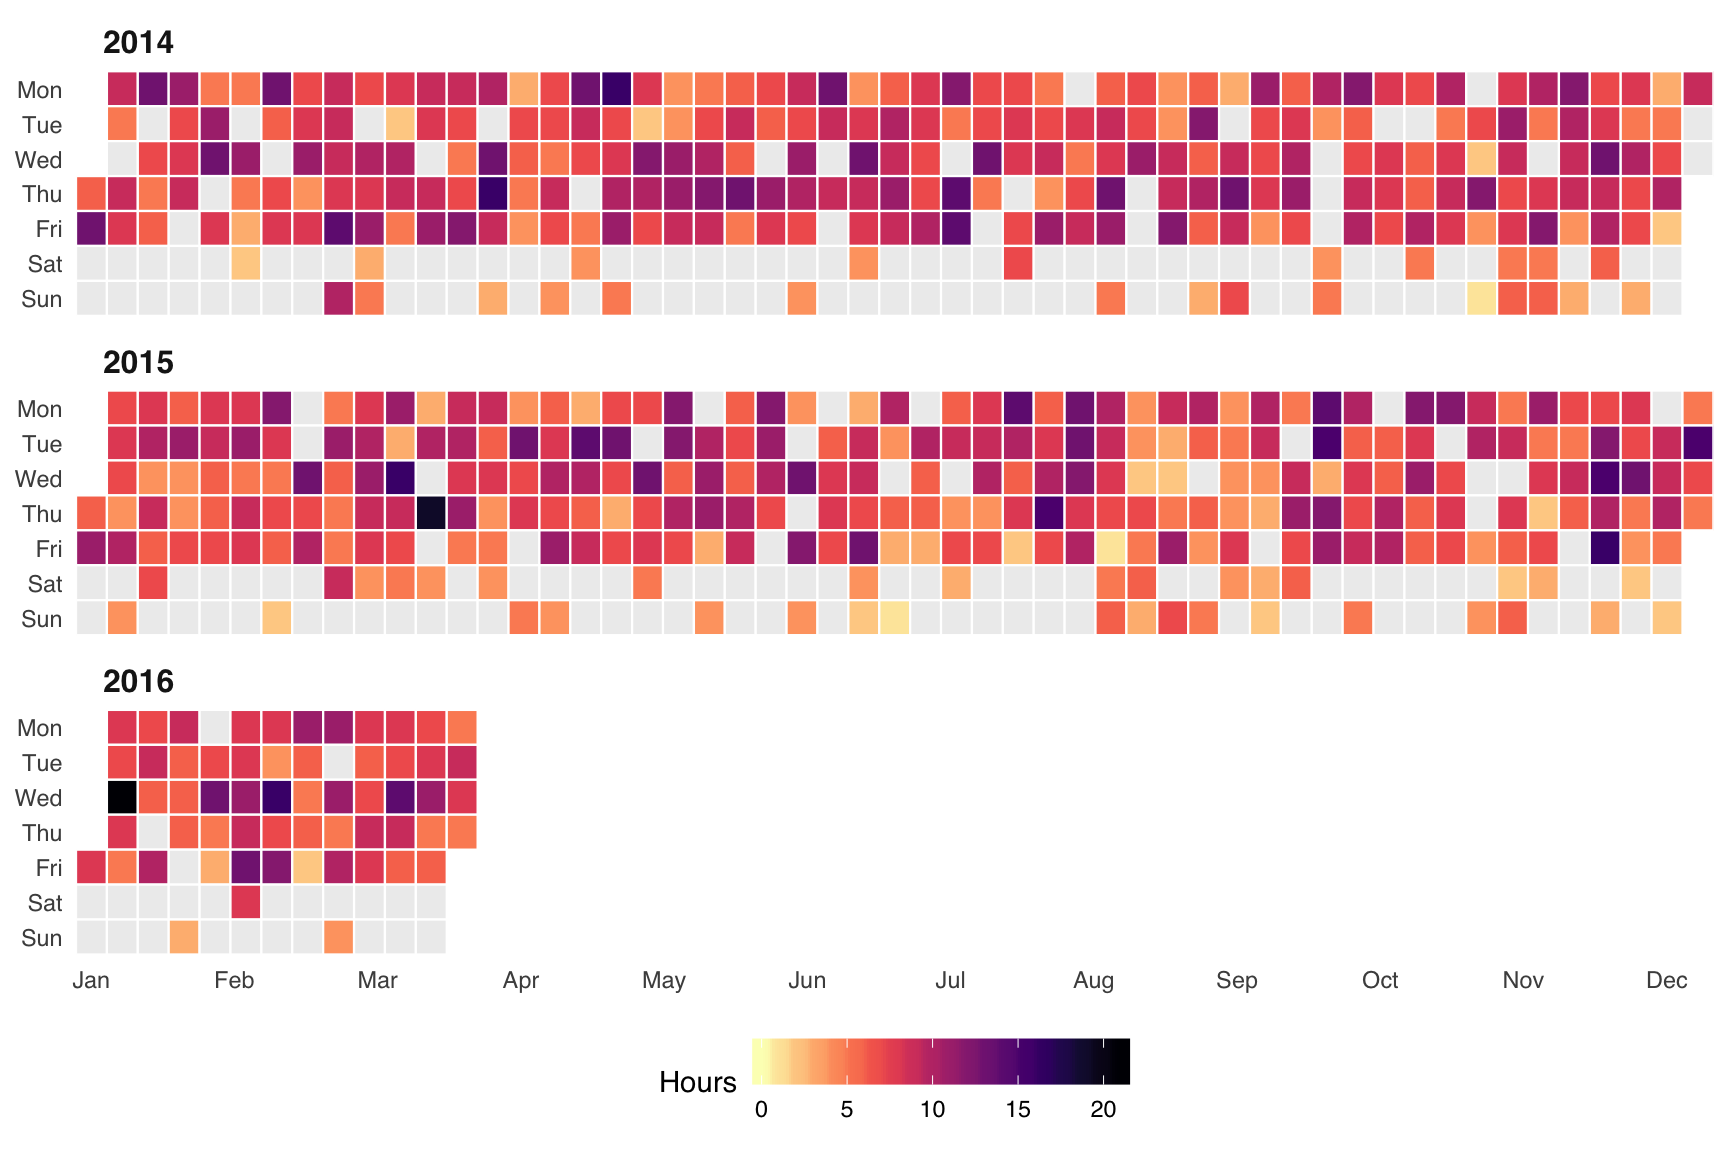 2014
Mon
Tue
Wed
Thu
Fri
Sat
Sun
2015
Mon
Tue
Wed
Thu
Fri
Sat
Sun
2016
Mon
Tue
Wed
Thu
Fri
Sat
Sun
Jan Feb Mar Apr May Jun Jul Aug Sep Oct Nov Dec
Hours
0 5 10 15 20